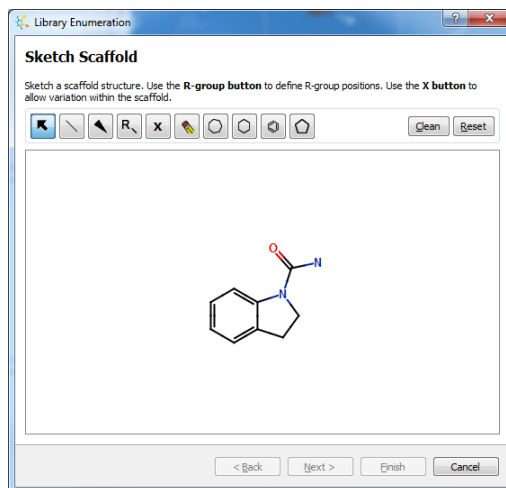 Library Enumeration
?
X
Sketch Scaffold
Sketch a scaffold structure. Use the R-group button to define R-group positions. Use the X button to
allow variation within the scaffold.
R X Clean Reset
O
N
N
< Back Next > Finish Cancel